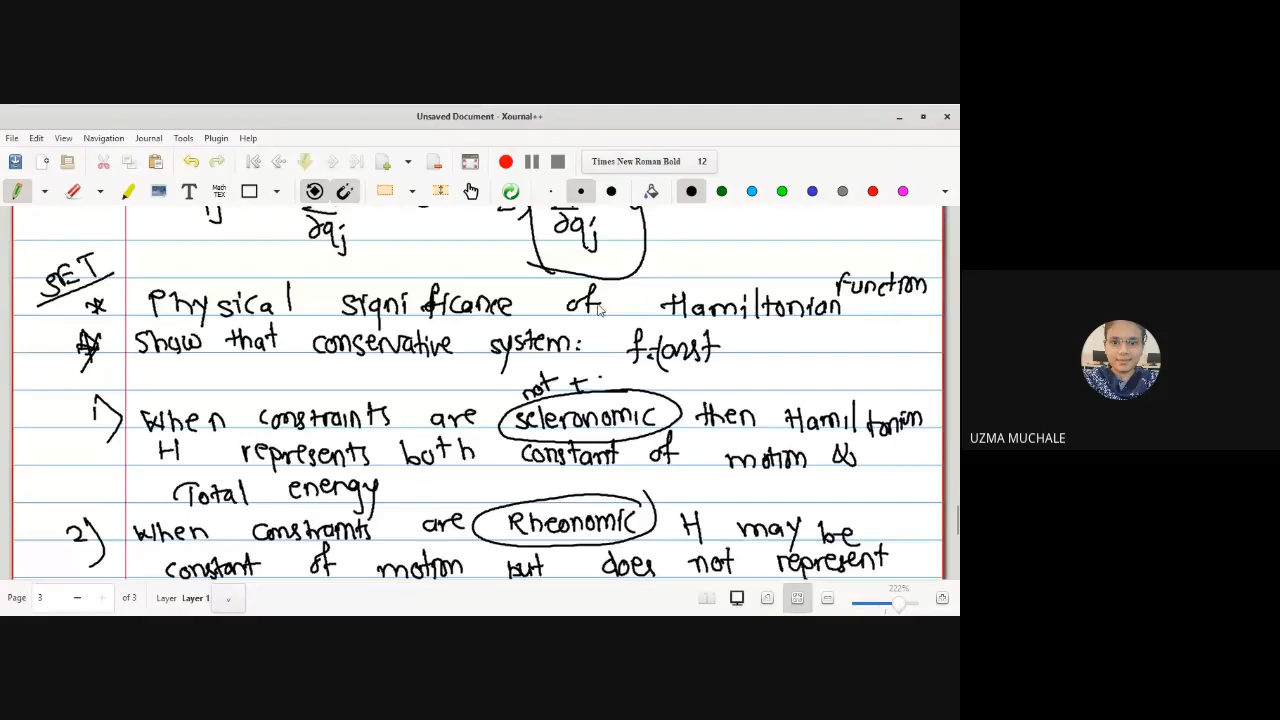 Unsaved Document - Xournal++
File Edit View Navigation Journal Tools Plugin Help
Times New Roman Bold 12
ij ∂qj ∂qj
SET
* Physical significance of Hamiltonian function
* Show that conservative system:
not t
1) When constraints are scleronomic then Hamiltonian
H represents both constant of motion &
Total energy
2) When constraints are Rheonomic H may be
constant of motion but does not represent
Page 3 of 3 Layer Layer 1
222%
UZMA MUCHALE